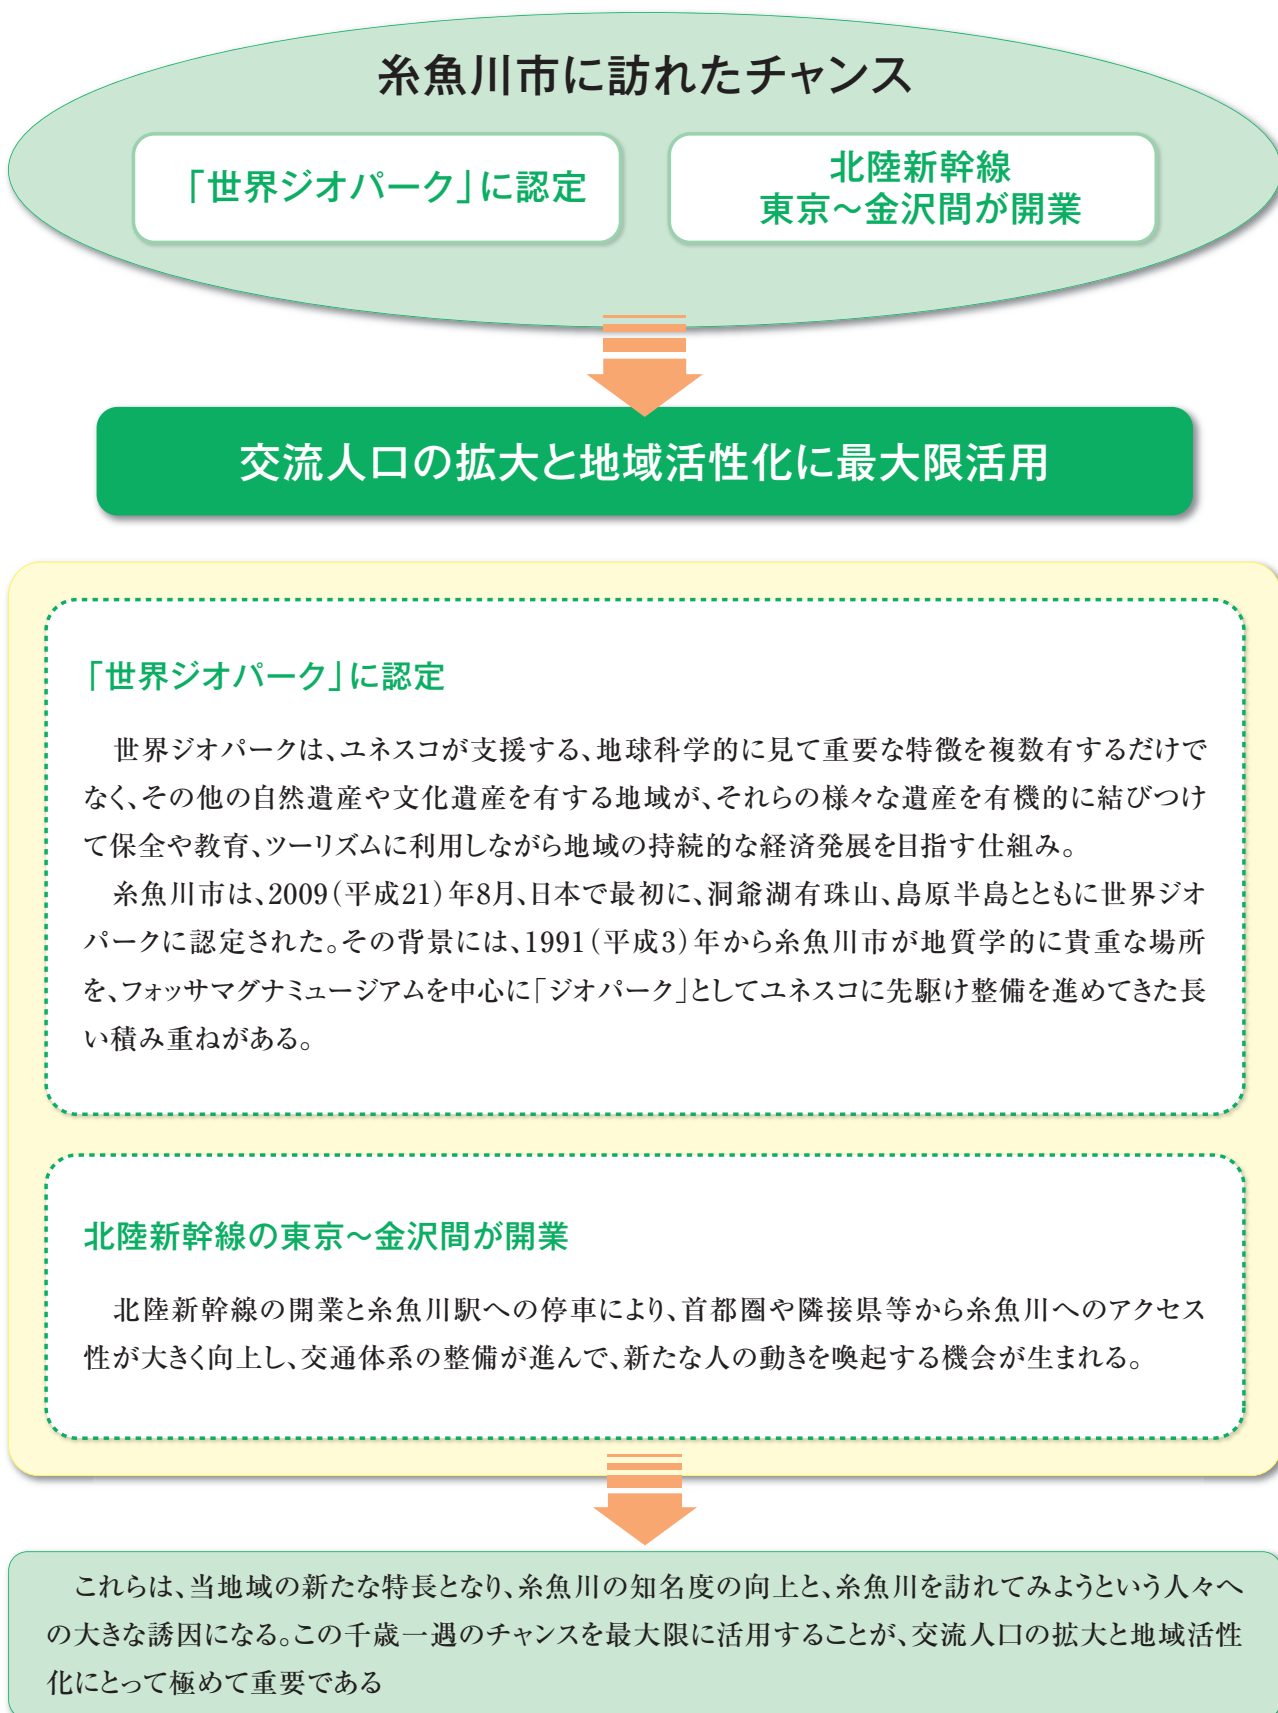 糸魚川市に訪れたチャンス
「世界ジオパーク」に認定
北陸新幹線
東京～金沢間が開業
交流人口の拡大と地域活性化に最大限活用
「世界ジオパーク」に認定
　世界ジオパークは、ユネスコが支援する、地球科学的に見て重要な特徴を複数有するだけで
なく、その他の自然遺産や文化遺産を有する地域が、それらの様々な遺産を有機的に結びつけ
て保全や教育、ツーリズムに利用しながら地域の持続的な経済発展を目指す仕組み。
　糸魚川市は、2009（平成21）年8月、日本で最初に、洞爺湖有珠山、島原半島とともに世界ジオ
パークに認定された。その背景には、1991（平成3）年から糸魚川市が地質学的に貴重な場所
を、フォッサマグナミュージアムを中心に「ジオパーク」としてユネスコに先駆け整備を進めてきた長
い積み重ねがある。
北陸新幹線の東京～金沢間が開業
　北陸新幹線の開業と糸魚川駅への停車により、首都圏や隣接県等から糸魚川へのアクセス
性が大きく向上し、交通体系の整備が進んで、新たな人の動きを喚起する機会が生まれる。
　これらは、当地域の新たな特長となり、糸魚川の知名度の向上と、糸魚川を訪れてみようという人々へ
の大きな誘因になる。この千歳一遇のチャンスを最大限に活用することが、交流人口の拡大と地域活性
化にとって極めて重要である